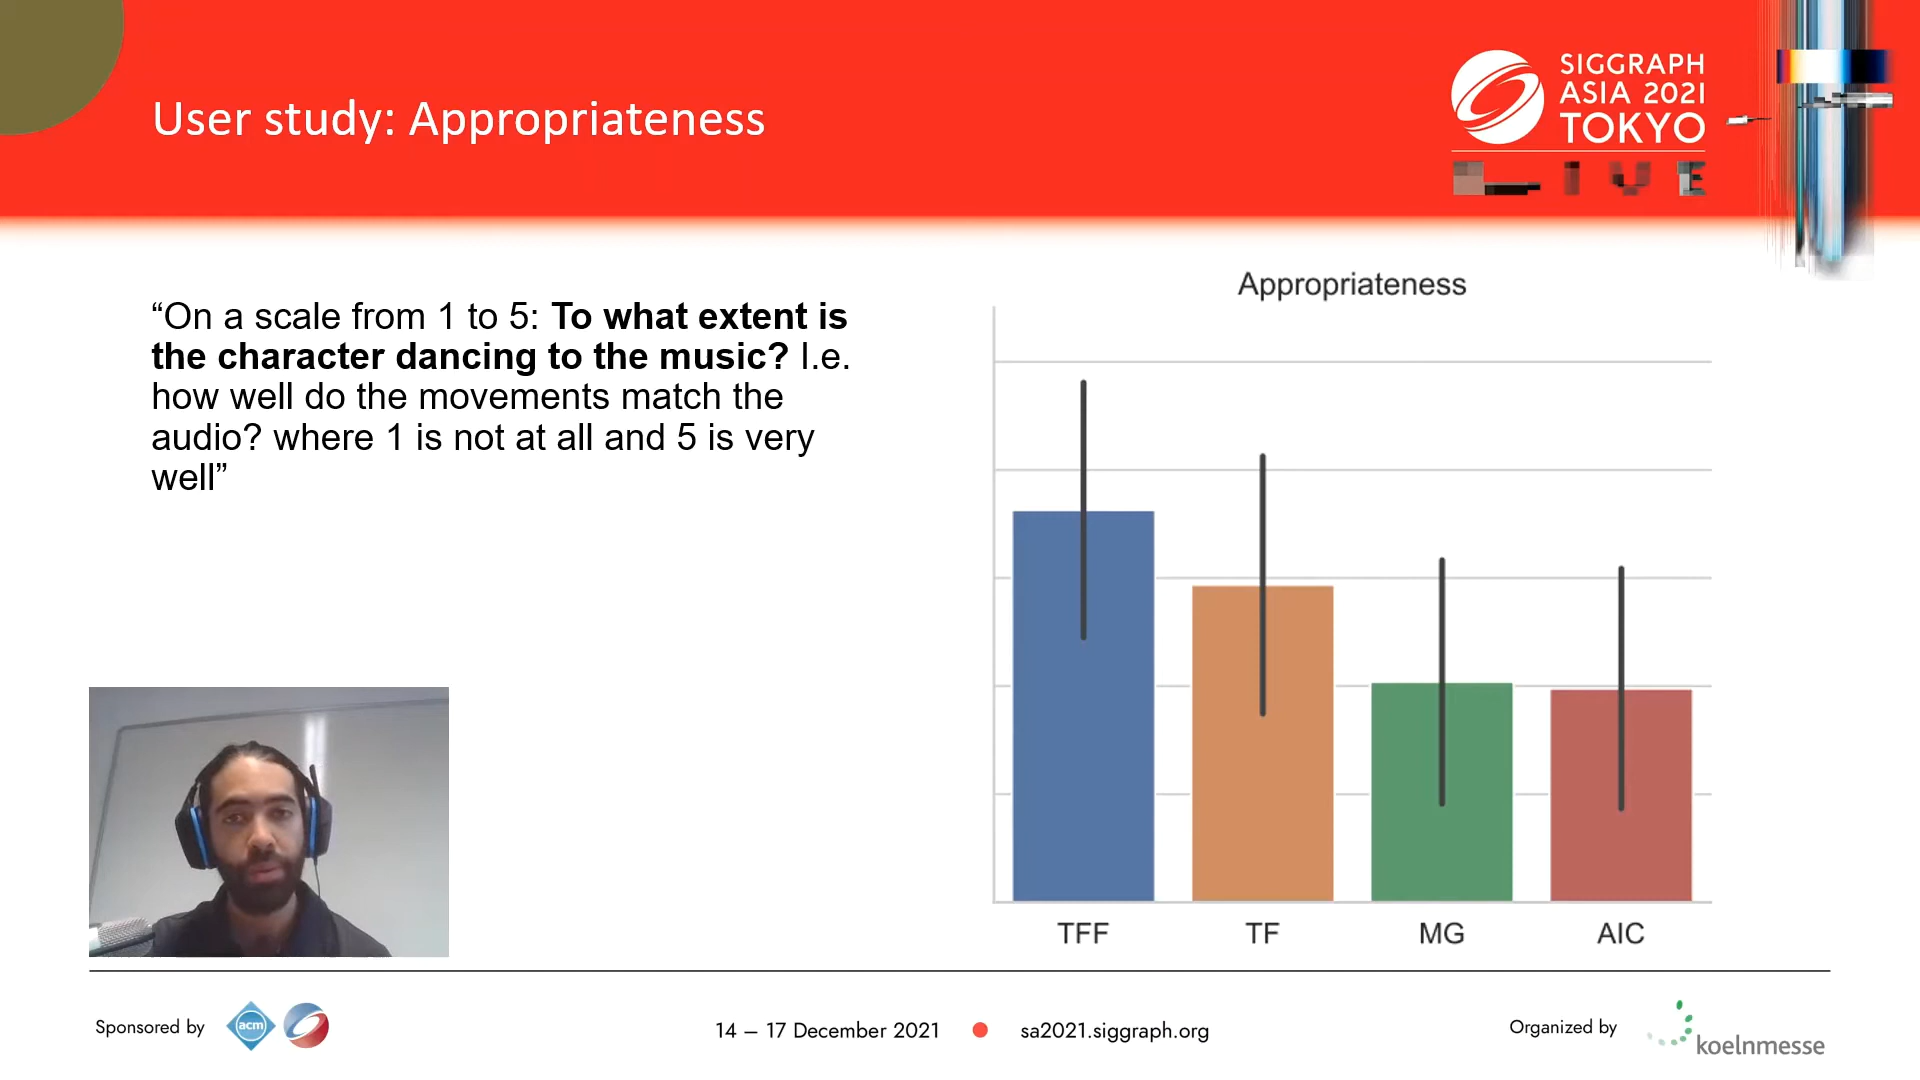 User study: Appropriateness
SIGGRAPH
ASIA 2021
TOKYO
LIVE
“On a scale from 1 to 5: To what extent is
the character dancing to the music? I.e.
how well do the movements match the
audio? where 1 is not at all and 5 is very
well”
Appropriateness
TFF TF MG AIC
Sponsored by
acm
14 – 17 December 2021
sa2021.siggraph.org
Organized by
koelnmesse